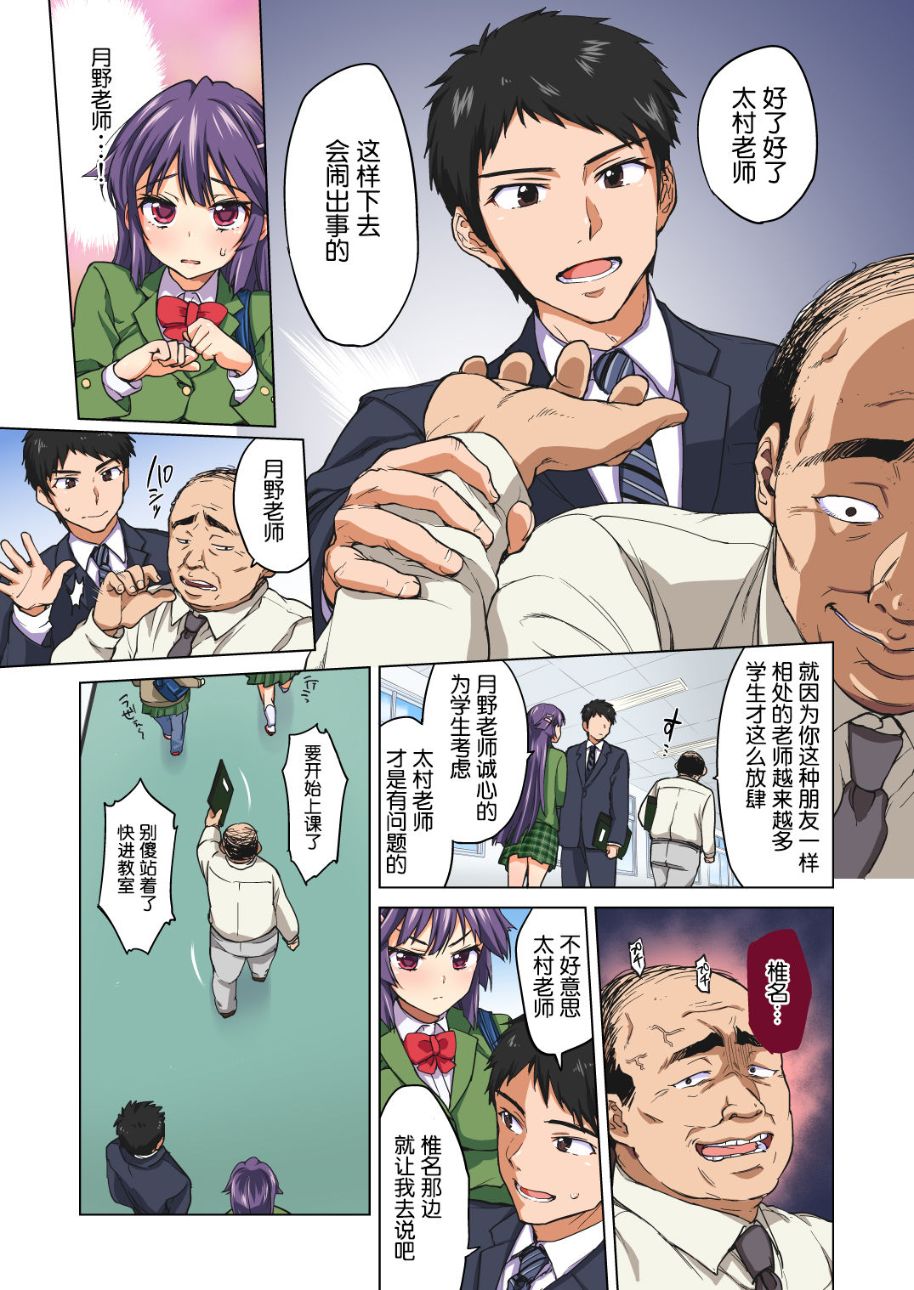 好了好了
太村老师
这样下去
会闹出事的
月野老师…!
月野老师
就因为你这种朋友一样
相处的老师越来越多
学生才这么放肆
月野老师诚心的
为学生考虑
太村老师
才是有问题的
すっ
椎名…
不好意思
太村老师
椎名那边
就让我去说吧
要开始上课了
别傻站着了
快进教室